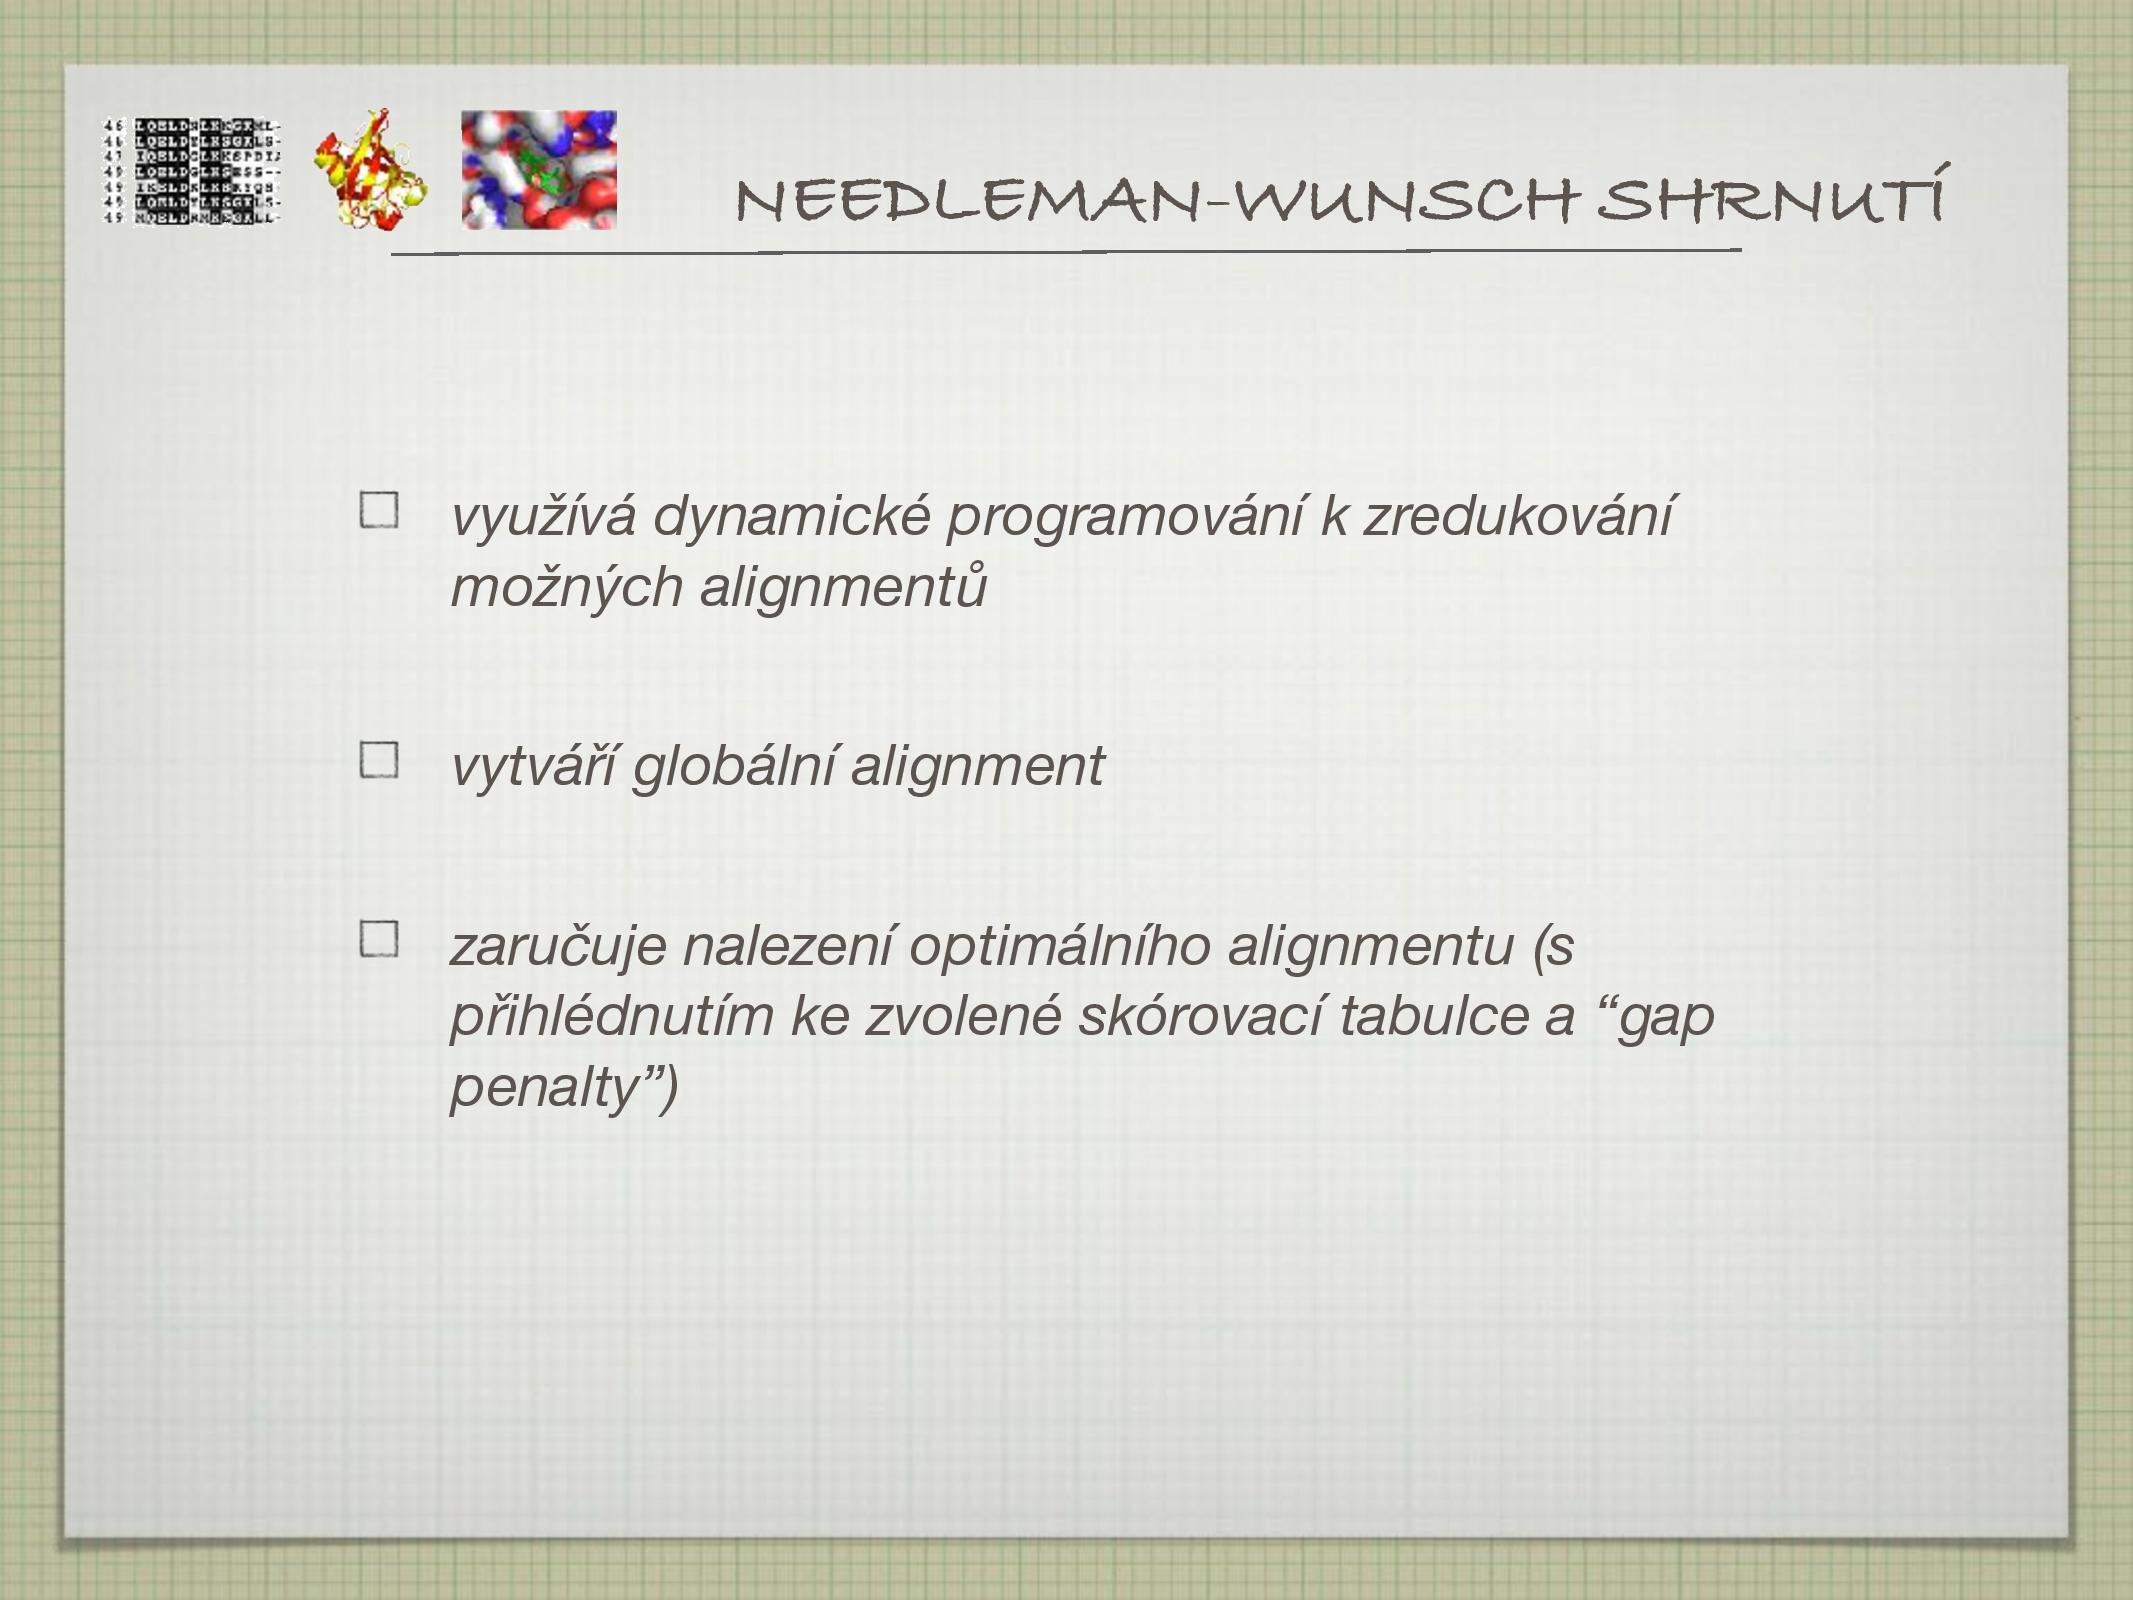 NEEDLEMAN-WUNSCH SHRNUTÍ
využívá dynamické programování k zredukování
možných alignmentů
vytváří globální alignment
zaručuje nalezení optimálního alignmentu (s
přihlédnutím ke zvolené skórovací tabulce a “gap
penalty”)